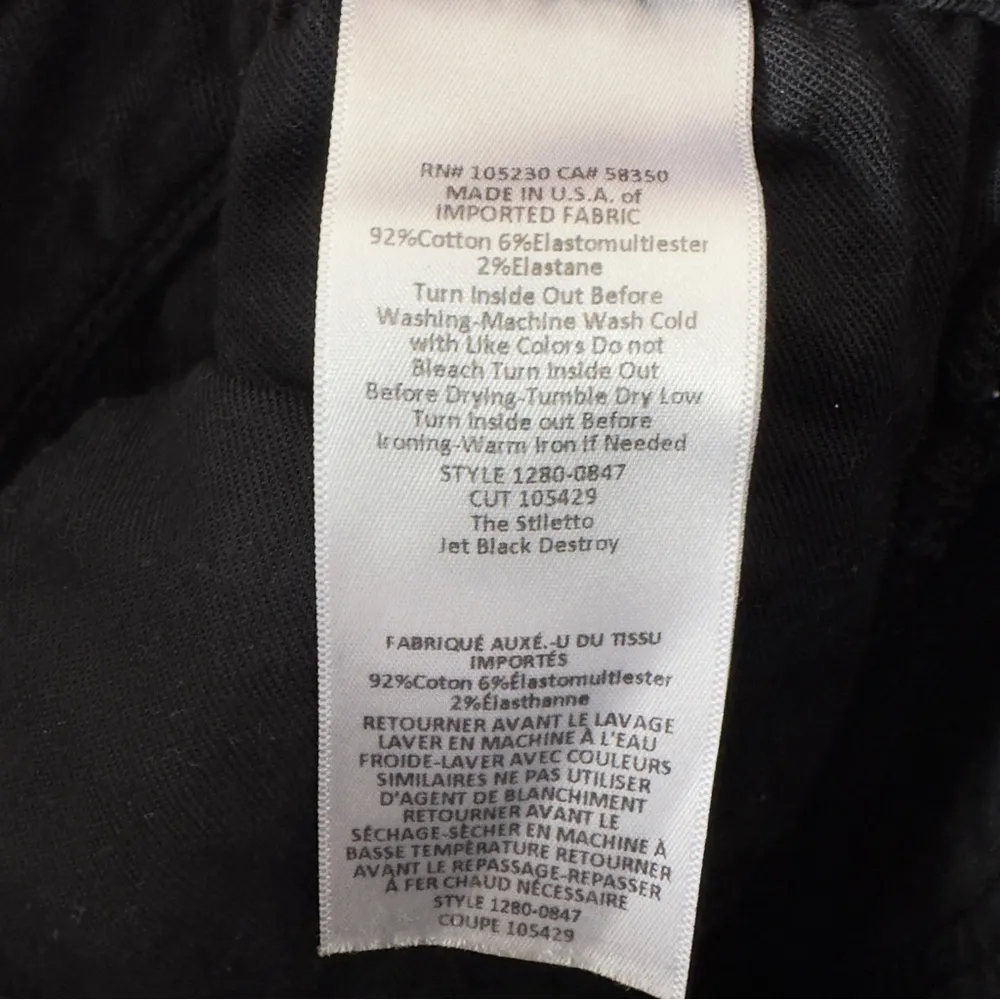 RN# 105230 CA# 58350
MADE IN U.S.A. of
IMPORTED FABRIC
92%Cotton 6%Elastomultiester
2%Elastane
Turn Inside Out Before
Washing-Machine Wash Cold
with Like Colors Do not
Bleach Turn Inside Out
Before Drying-Tumble Dry Low
Turn Inside out Before
Ironing-Warm Iron If Needed
STYLE 1280-0847
CUT 105429
The Stiletto
Jet Black Destroy
FABRIQUÉ AUXÉ.-U DU TISSU
IMPORTÉS
92%Coton 6%Élastomultiester
2%Élasthanne
RETOURNER AVANT LE LAVAGE
LAVER EN MACHINE À L'EAU
FROIDE-LAVER AVEC COULEURS
SIMILAIRES NE PAS UTILISER
D'AGENT DE BLANCHIMENT
RETOURNER AVANT LE
SÉCHAGE-SÈCHER EN MACHINE À
BASSE TEMPÈRATURE RETOURNER
AVANT LE REPASSAGE-REPASSER
À FER CHAUD NÉCESSAIRE
STYLE 1280-0847
COUPE 105429